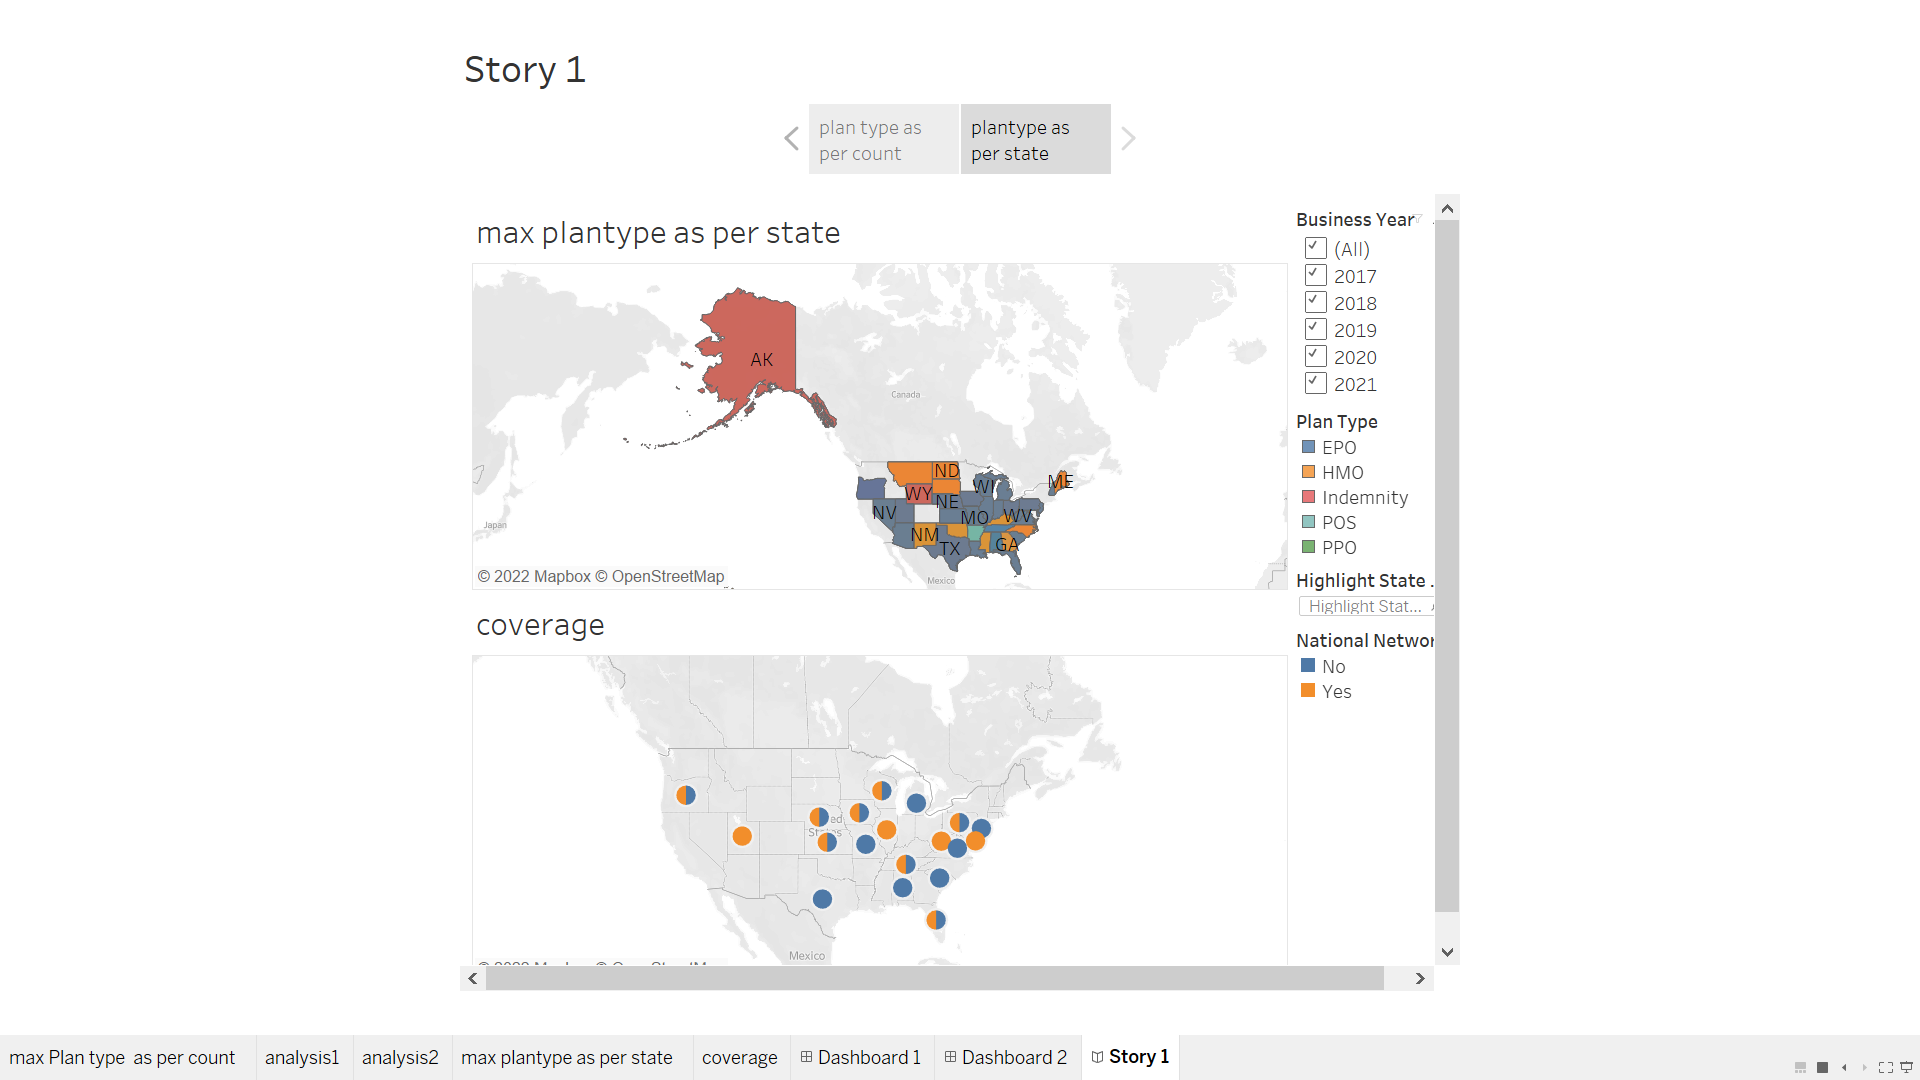 Story 1
plan type as
per count
plantype as
per state
max plantype as per state
AK
Canada
ND
WY
NE
WI
ME
NV
MO
WV
NM
TX
GA
Japan
Mexico
© 2022 Mapbox © OpenStreetMap
Business Year
(All)
2017
2018
2019
2020
2021
Plan Type
EPO
HMO
Indemnity
POS
PPO
Highlight State .
Highlight Stat...
National Networ
No
Yes
coverage
Mexico
max Plan type as per count
analysis1
analysis2
max plantype as per state
coverage
Dashboard 1
Dashboard 2
Story 1